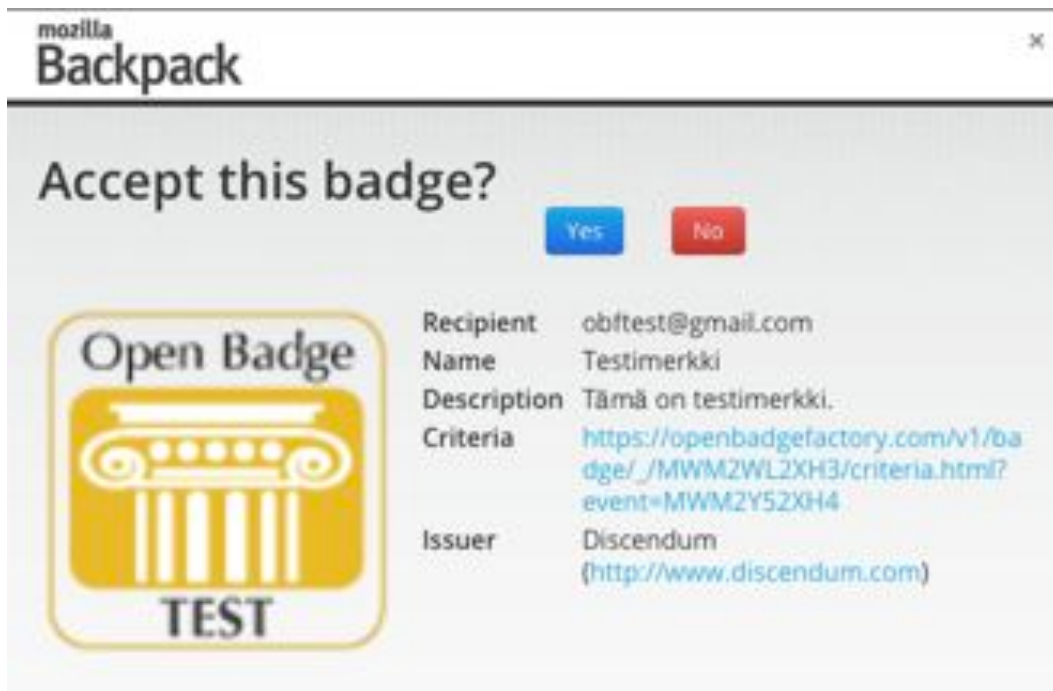 mozilla
Backpack
×
Accept this badge?
Yes No
Open Badge
TEST
Recipient obftest@gmail.com
Name Testimerkki
Description Tämä on testimerkki.
Criteria https://openbadgefactory.com/v1/ba
dge/_/MWM2WL2XH3/criteria.html?
event=MWM2Y52XH4
Issuer Discendum
(http://www.discendum.com)